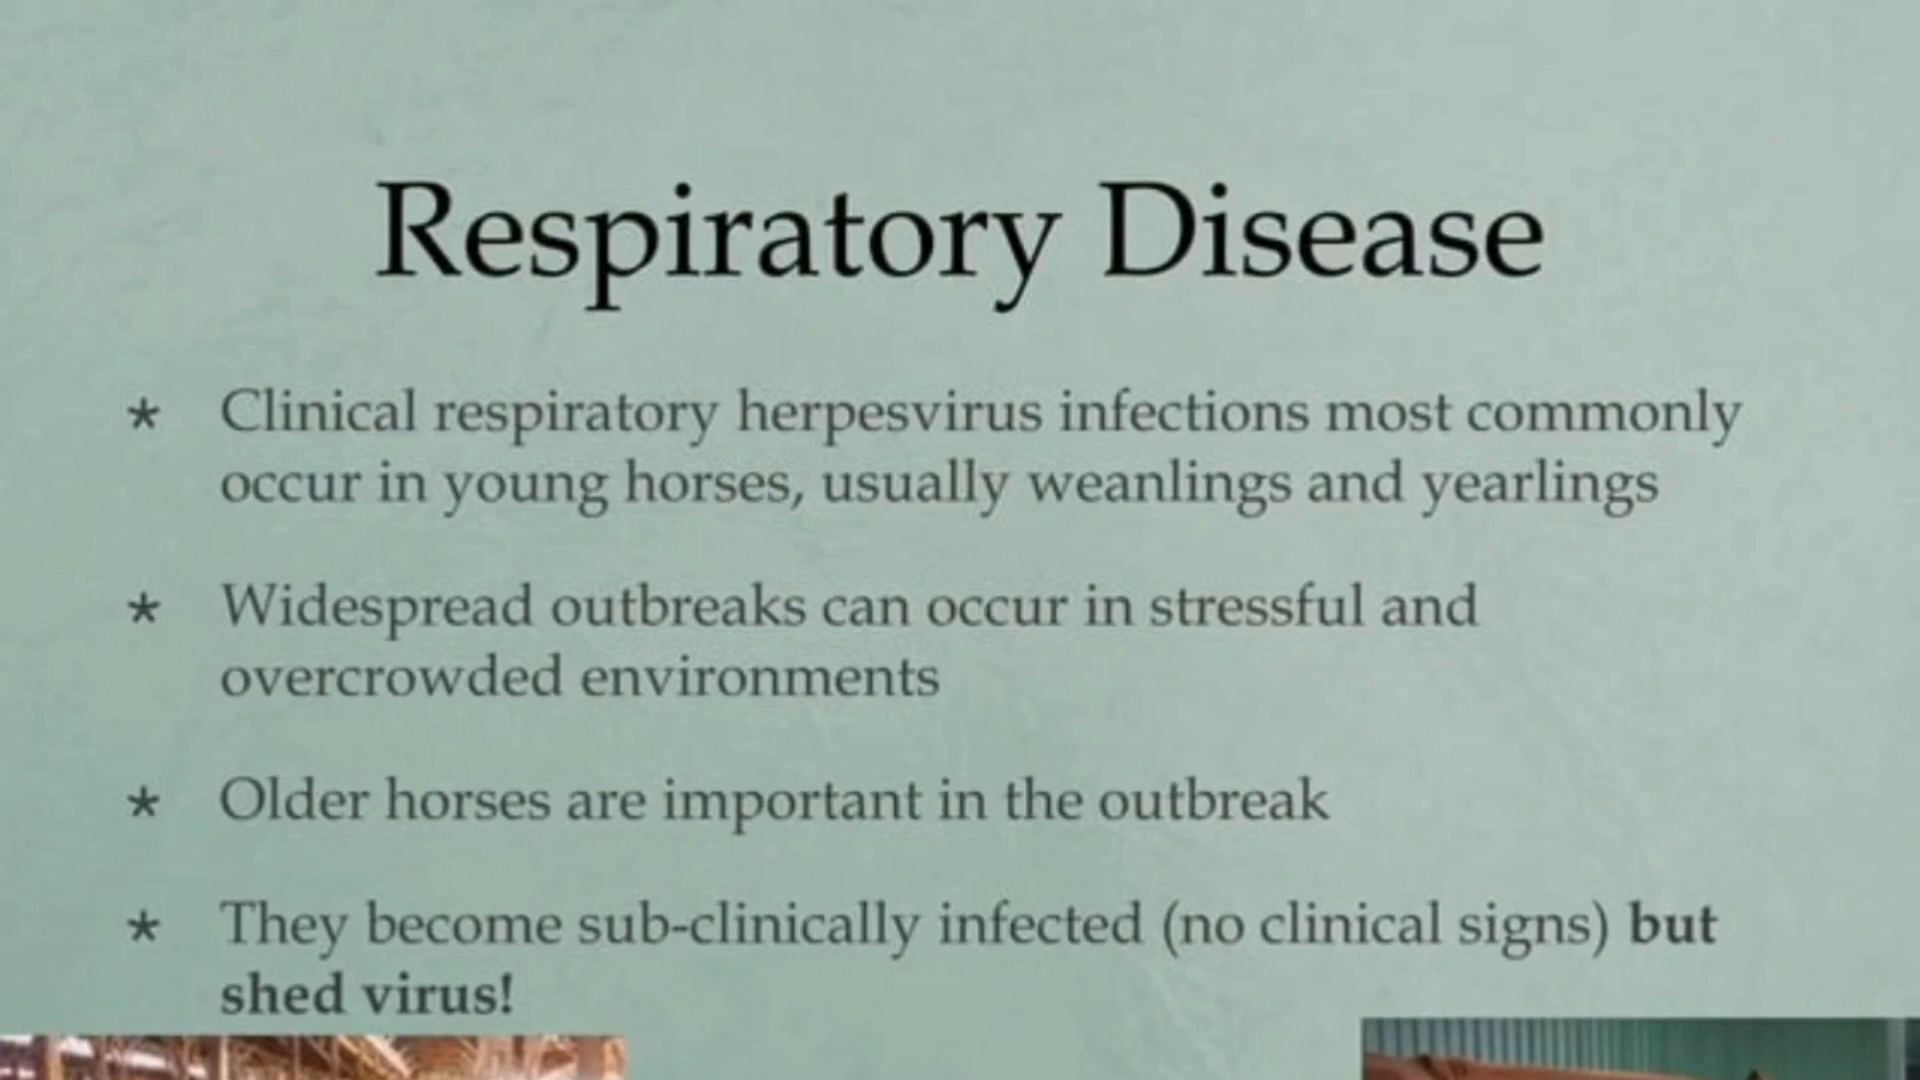 Respiratory Disease
* Clinical respiratory herpesvirus infections most commonly
occur in young horses, usually weanlings and yearlings
* Widespread outbreaks can occur in stressful and
overcrowded environments
* Older horses are important in the outbreak
* They become sub-clinically infected (no clinical signs) but
shed virus!